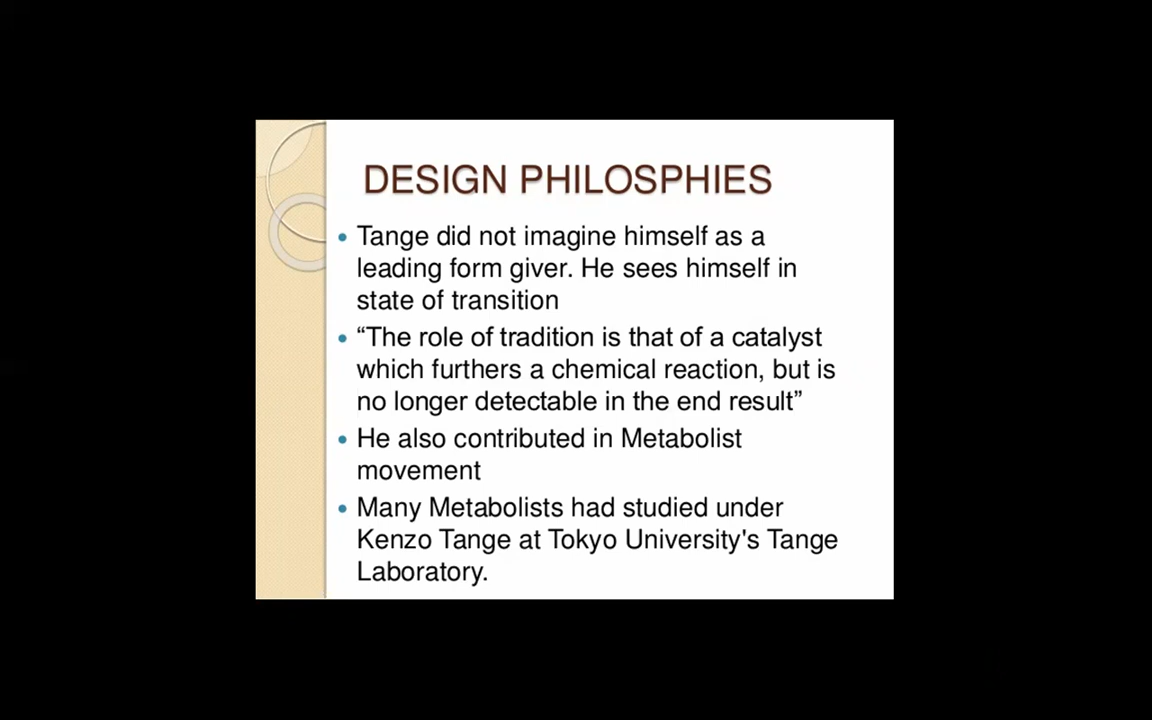 DESIGN PHILOSPHIES
• Tange did not imagine himself as a
leading form giver. He sees himself in
state of transition
• “The role of tradition is that of a catalyst
which furthers a chemical reaction, but is
no longer detectable in the end result”
• He also contributed in Metabolist
movement
• Many Metabolists had studied under
Kenzo Tange at Tokyo University's Tange
Laboratory.